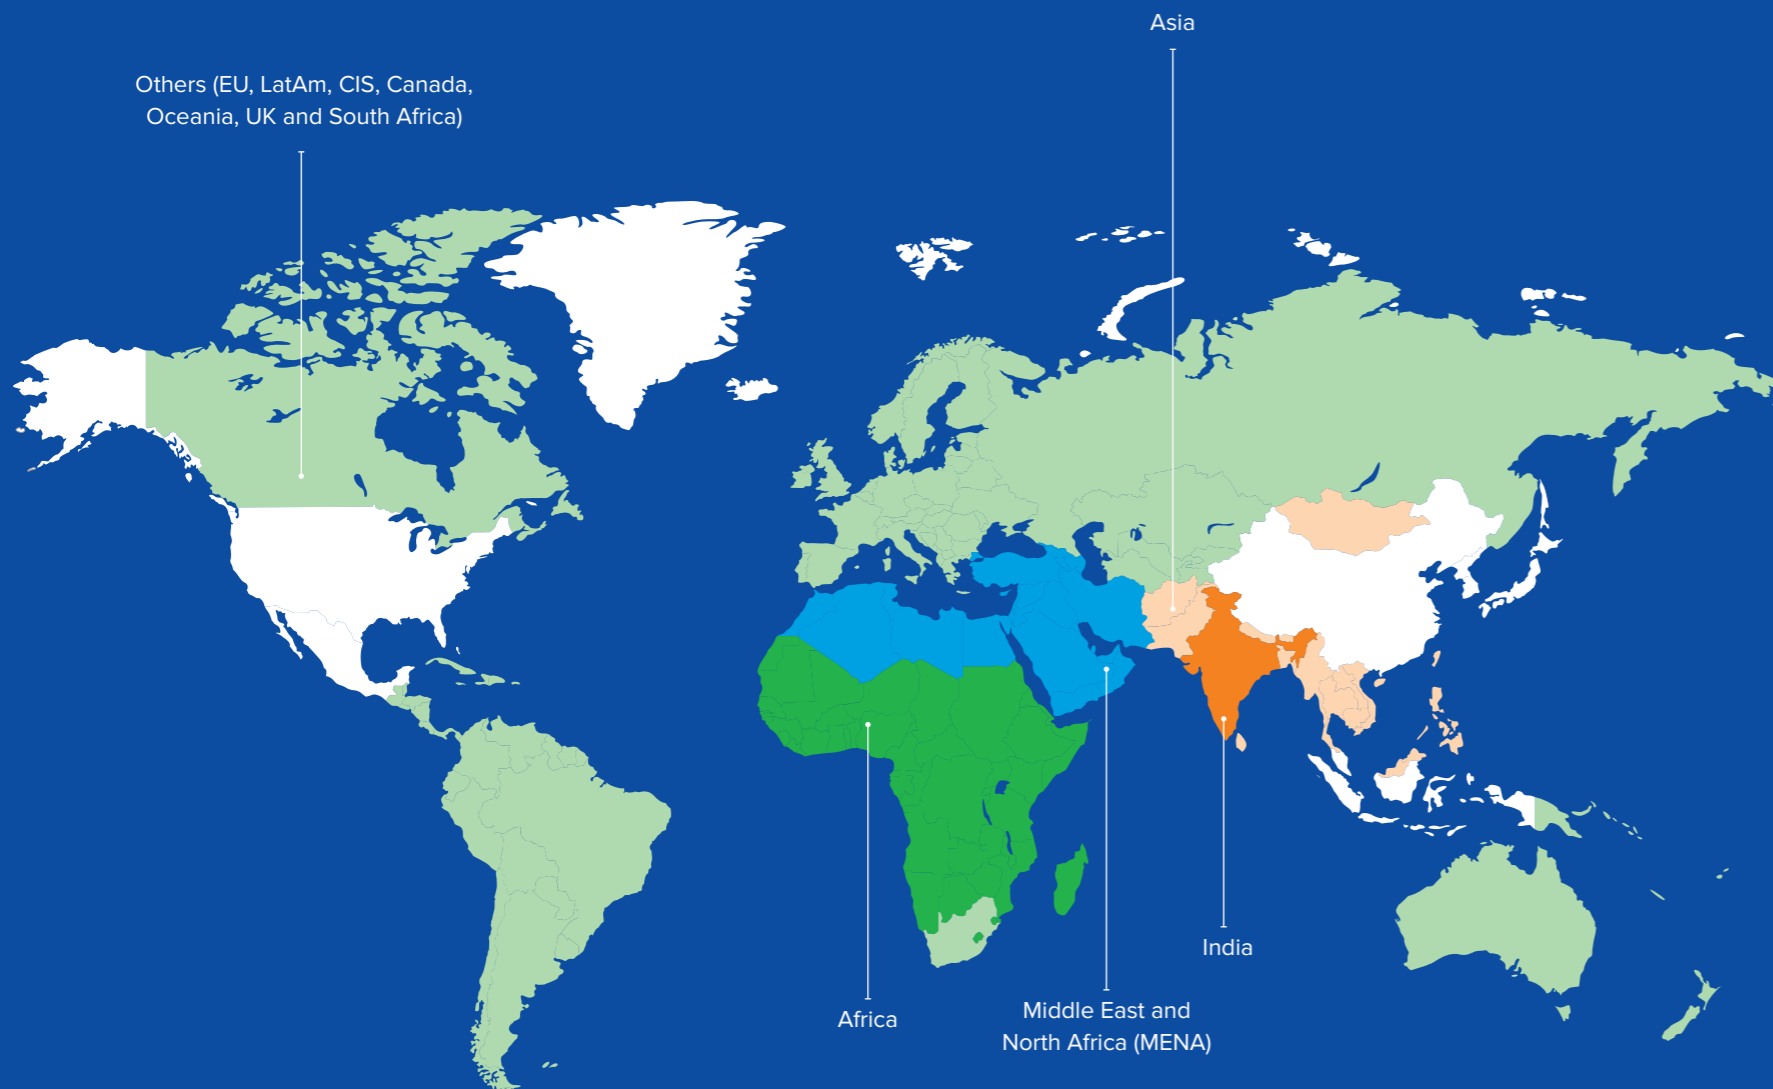 Asia
Others (EU, LatAm, CIS, Canada,
Oceania, UK and South Africa)
India
Africa
Middle East and
North Africa (MENA)